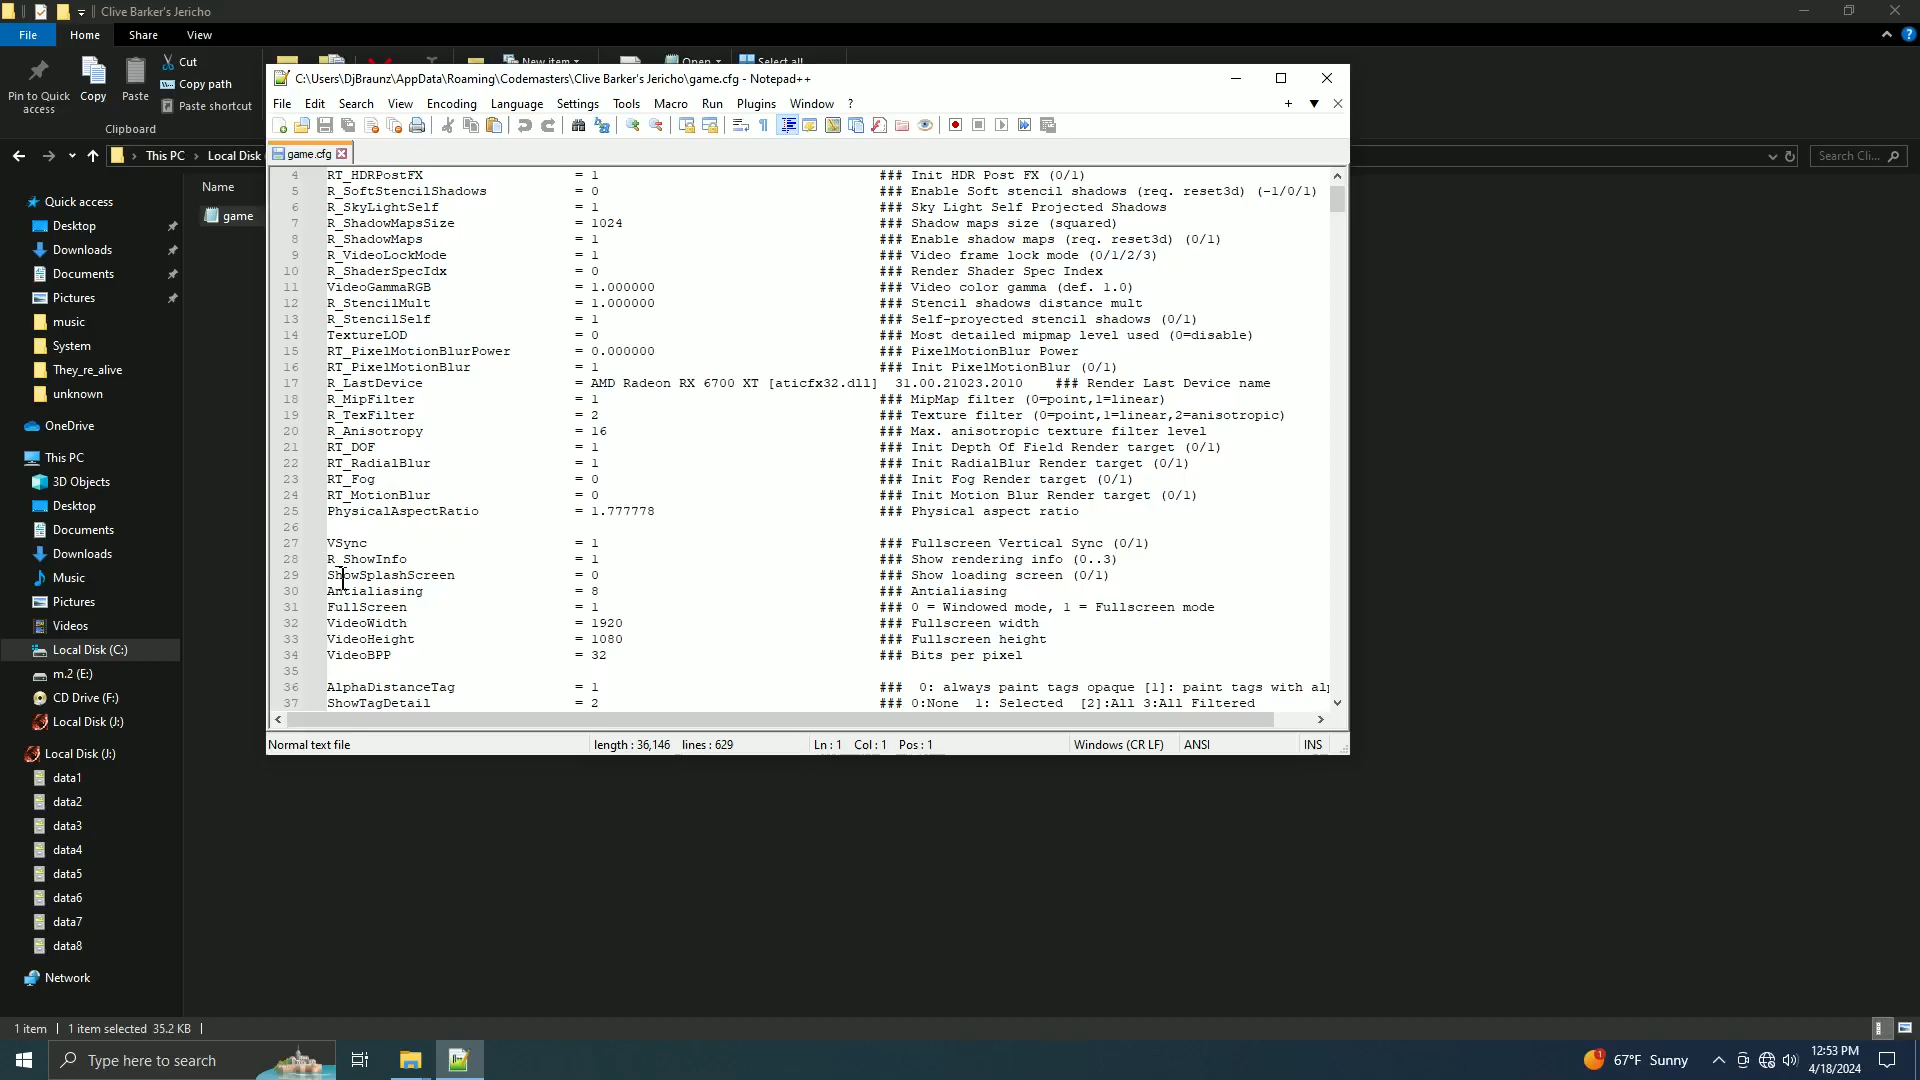 Clive Barker's Jericho
File Home Share View
Pin to Quick access
Copy
Paste
Cut
Copy path
Paste shortcut
Clipboard
New item
Open
Select all
This PC > Local Disk
Search Cli...
Name
game
C:\Users\DjBraunz\AppData\Roaming\Codemasters\Clive Barker's Jericho\game.cfg - Notepad++
File Edit Search View Encoding Language Settings Tools Macro Run Plugins Window ?
game.cfg
4 RT_HDRPostFX = 1 ### Init HDR Post FX (0/1)
5 R_SoftStencilShadows = 0 ### Enable Soft stencil shadows (req. reset3d) (-1/0/1)
6 R_SkyLightSelf = 1 ### Sky Light Self Projected Shadows
7 R_ShadowMapsSize = 1024 ### Shadow maps size (squared)
8 R_ShadowMaps = 1 ### Enable shadow maps (req. reset3d) (0/1)
9 R_VideoLockMode = 1 ### Video frame lock mode (0/1/2/3)
10 R_ShaderSpecIdx = 0 ### Render Shader Spec Index
11 VideoGammaRGB = 1.000000 ### Video color gamma (def. 1.0)
12 R_StencilMult = 1.000000 ### Stencil shadows distance mult
13 R_StencilSelf = 1 ### Self-proyected stencil shadows (0/1)
14 TextureLOD = 0 ### Most detailed mipmap level used (0=disable)
15 RT_PixelMotionBlurPower = 0.000000 ### PixelMotionBlur Power
16 RT_PixelMotionBlur = 1 ### Init PixelMotionBlur (0/1)
17 R_LastDevice = AMD Radeon RX 6700 XT [aticfx32.dll] 31.00.21023.2010 ### Render Last Device name
18 R_MipFilter = 1 ### MipMap filter (0=point,1=linear)
19 R_TexFilter = 2 ### Texture filter (0=point,1=linear,2=anisotropic)
20 R_Anisotropy = 16 ### Max. anisotropic texture filter level
21 RT_DOF = 1 ### Init Depth Of Field Render target (0/1)
22 RT_RadialBlur = 1 ### Init RadialBlur Render target (0/1)
23 RT_Fog = 0 ### Init Fog Render target (0/1)
24 RT_MotionBlur = 0 ### Init Motion Blur Render target (0/1)
25 PhysicalAspectRatio = 1.777778 ### Physical aspect ratio
26
27 VSync = 1 ### Fullscreen Vertical Sync (0/1)
28 R_ShowInfo = 1 ### Show rendering info (0..3)
29 ShowSplashScreen = 0 ### Show loading screen (0/1)
30 Antialiasing = 8 ### Antialiasing
31 FullScreen = 1 ### 0 = Windowed mode, 1 = Fullscreen mode
32 VideoWidth = 1920 ### Fullscreen width
33 VideoHeight = 1080 ### Fullscreen height
34 VideoBPP = 32 ### Bits per pixel
35
36 AlphaDistanceTag = 1 ### 0: always paint tags opaque [1]: paint tags with
37 ShowTagDetail = 2 ### 0:None 1: Selected [2]:All 3:All Filtered
Normal text file length : 36,146 lines : 629 Ln : 1 Col : 1 Pos : 1 Windows (CR LF) ANSI INS
Quick access
Desktop
Downloads
Documents
Pictures
music
System
They_re_alive
unknown
OneDrive
This PC
3D Objects
Desktop
Documents
Downloads
Music
Pictures
Videos
Local Disk (C:)
m.2 (E:)
CD Drive (F:)
Local Disk (J:)
Local Disk (J:)
data1
data2
data3
data4
data5
data6
data7
data8
Network
1 item 1 item selected 35.2 KB
Type here to search
67°F Sunny
12:53 PM
4/18/2024